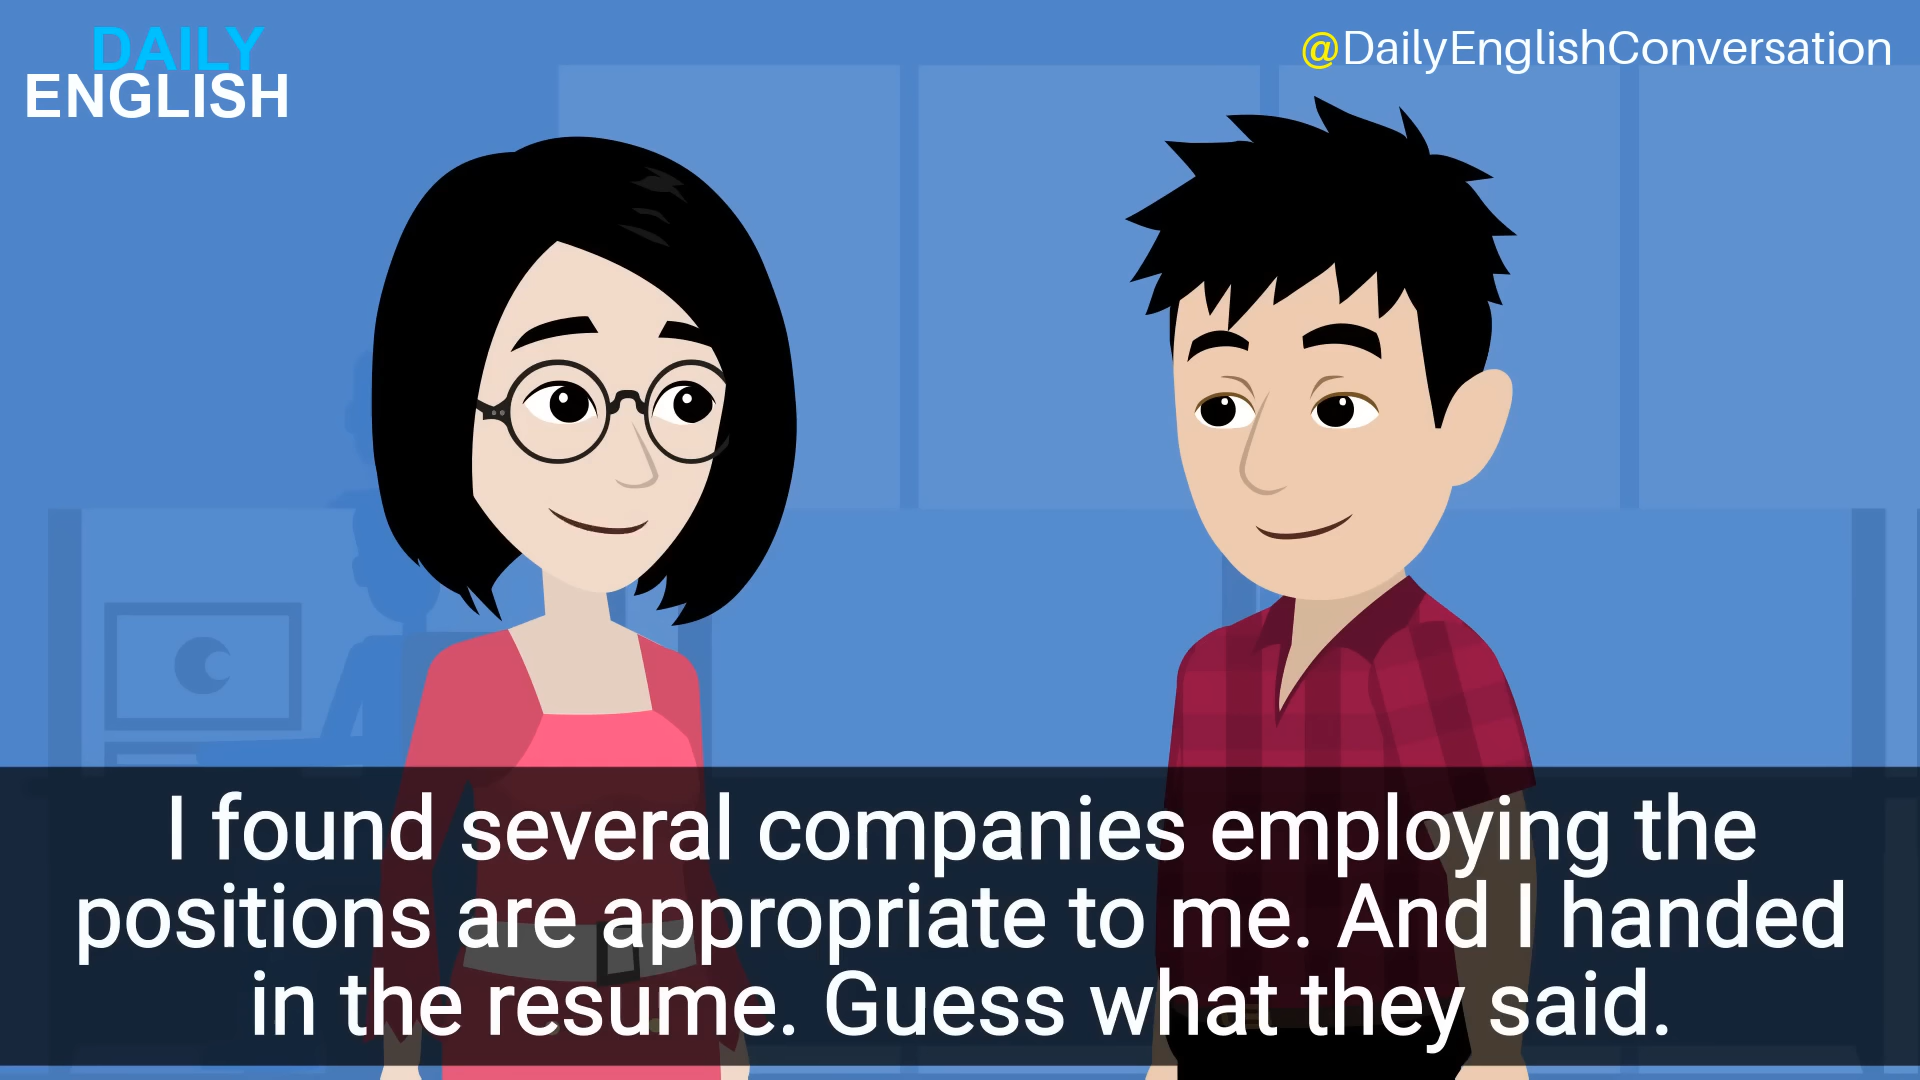 DAILY
ENGLISH
@DailyEnglishConversation
I found several companies employing the
positions are appropriate to me. And I handed
in the resume. Guess what they said.